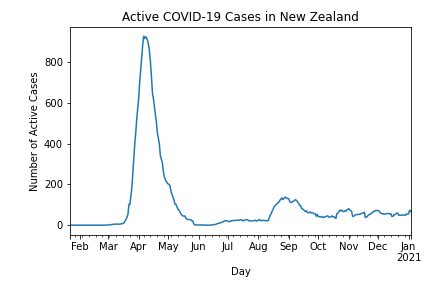 Active COVID-19 Cases in New Zealand
Number of Active Cases
800
600
400
200
0
Feb Mar Apr May Jun Jul Aug Sep Oct Nov Dec Jan
2021
Day